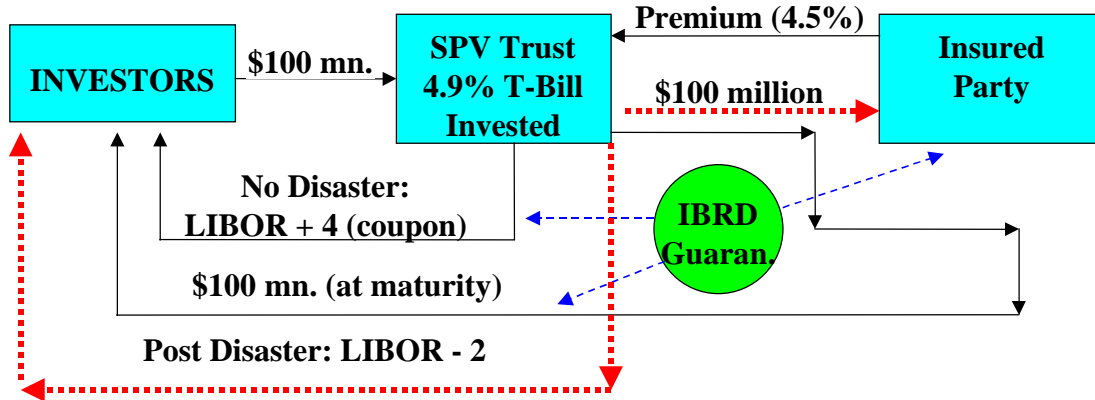 Premium (4.5%)
INVESTORS
$100 mn.
SPV Trust
4.9% T-Bill
Invested
Insured
Party
$100 million
No Disaster:
LIBOR + 4 (coupon)
IBRD
Guaran.
$100 mn. (at maturity)
Post Disaster: LIBOR - 2